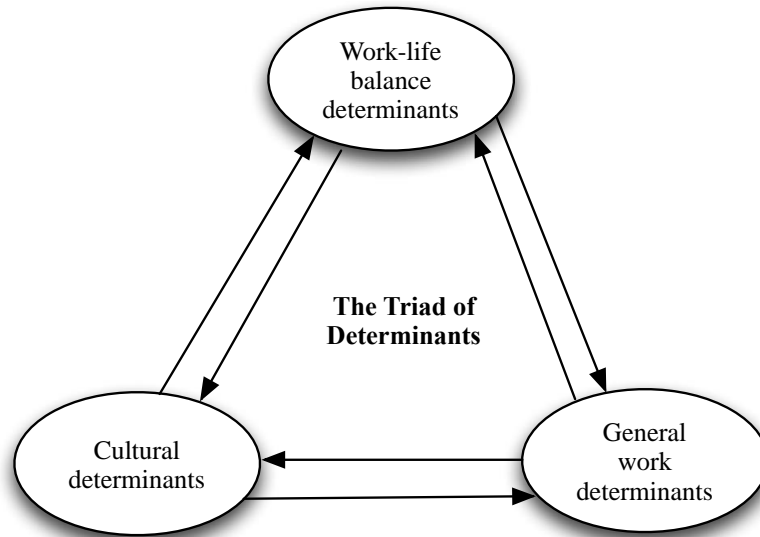 Work-life
balance
determinants
The Triad of
Determinants
Cultural
determinants
General
work
determinants